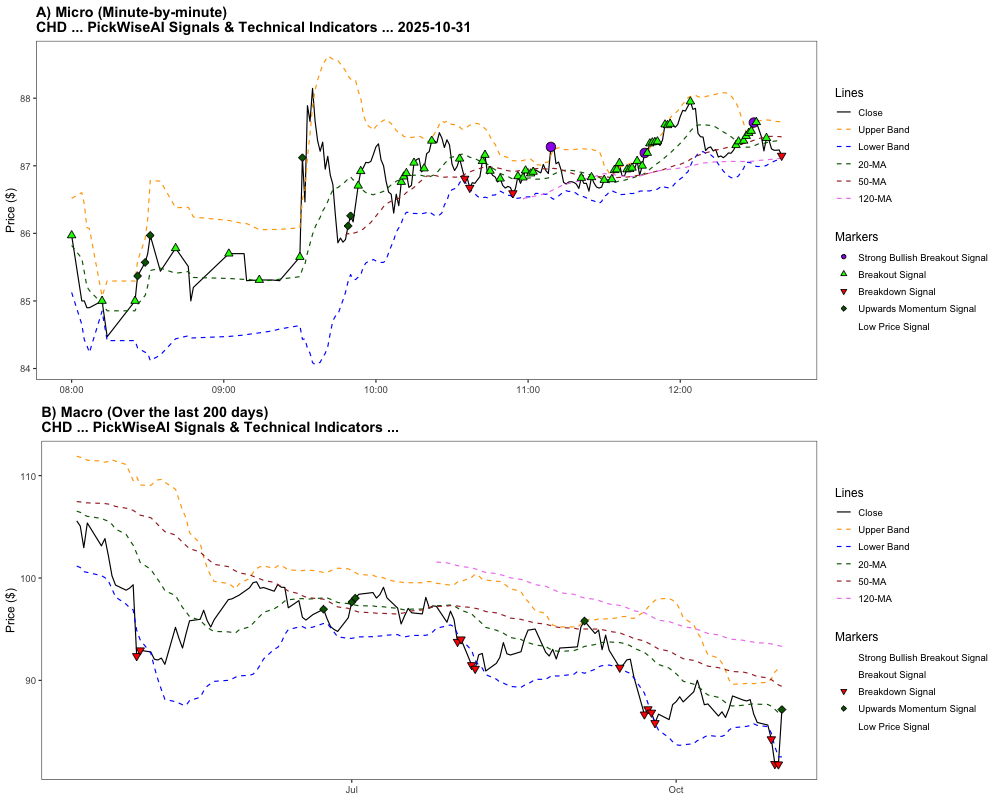 A) Micro (Minute-by-minute)
CHD ... PickWiseAI Signals & Technical Indicators ... 2025-10-31
Price ($)
88
87
86
85
84
08:00
09:00
10:00
11:00
12:00
Lines
Close
Upper Band
Lower Band
20-MA
50-MA
120-MA
Markers
Strong Bullish Breakout Signal
Breakout Signal
Breakdown Signal
Upwards Momentum Signal
Low Price Signal
B) Macro (Over the last 200 days)
CHD ... PickWiseAI Signals & Technical Indicators ...
Price ($)
110
100
90
Jul
Oct
Lines
Close
Upper Band
Lower Band
20-MA
50-MA
120-MA
Markers
Strong Bullish Breakout Signal
Breakout Signal
Breakdown Signal
Upwards Momentum Signal
Low Price Signal